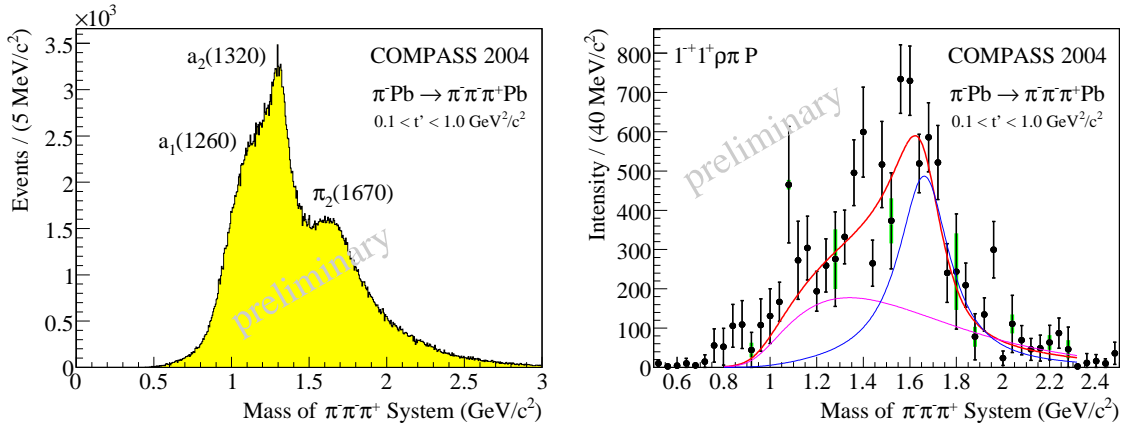 ×10³
Events / (5 MeV/c²)
3.5
3
2.5
2
1.5
1
0.5
0
0 0.5 1 1.5 2 2.5 3
Mass of π⁻π⁻π⁺ System (GeV/c²)
a₂(1320)
a₁(1260)
π₂(1670)
COMPASS 2004
π⁻Pb → π⁻π⁻π⁺Pb
0.1 < t' < 1.0 GeV²/c²
preliminary
Intensity / (40 MeV/c²)
800
700
600
500
400
300
200
100
0
0.6 0.8 1 1.2 1.4 1.6 1.8 2 2.2 2.4
Mass of π⁻π⁻π⁺ System (GeV/c²)
1⁻⁺1⁺ρπ P
COMPASS 2004
π⁻Pb → π⁻π⁻π⁺Pb
0.1 < t' < 1.0 GeV²/c²
preliminary